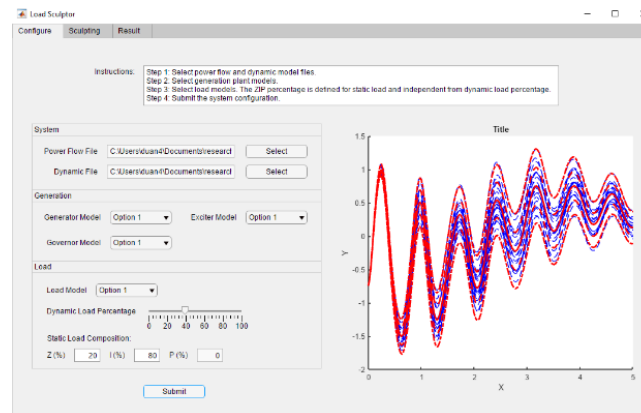 Load Sculptor
Configure Sculpting Result
Instructions: Step 1: Select power flow and dynamic model files.
Step 2: Select generation plant models.
Step 3: Select load models. The ZIP percentage is defined for static load and independent from dynamic load percentage.
Step 4: Submit the system configuration.
System
Power Flow File C:\Users\duan4\Documents\researcl Select
Dynamic File C:\Users\duan4\Documents\researcl Select
Generation
Generator Model Option 1 Exciter Model Option 1
Governor Model Option 1
Load
Load Model Option 1
Dynamic Load Percentage
0 20 40 60 80 100
Static Load Composition:
Z (%) 20 I (%) 80 P (%) 0
Submit
Title
1.5
1
0.5
0
-0.5
-1
-1.5
-2
Y
0 1 2 3 4 5
X